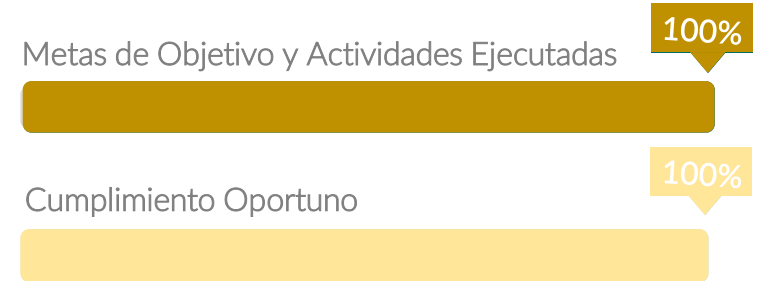 100%
Metas de Objetivo y Actividades Ejecutadas
100%
Cumplimiento Oportuno